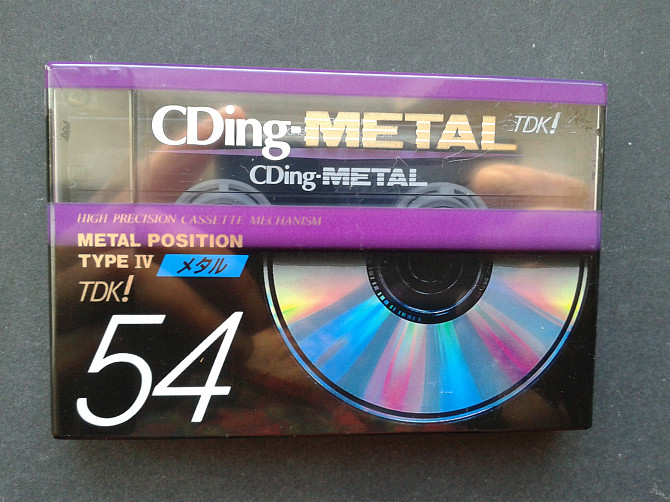 CDing-METAL TDK!
CDing-METAL
HIGH PRECISION CASSETTE MECHANISM
METAL POSITION
TYPE IV メタル
TDK!
54